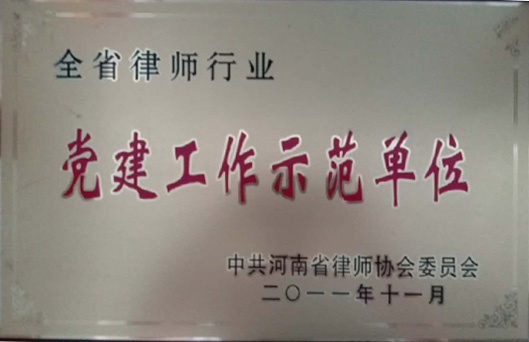 全省律师行业
党建工作示范单位
中共河南省律师协会委员会
二〇一一年十一月